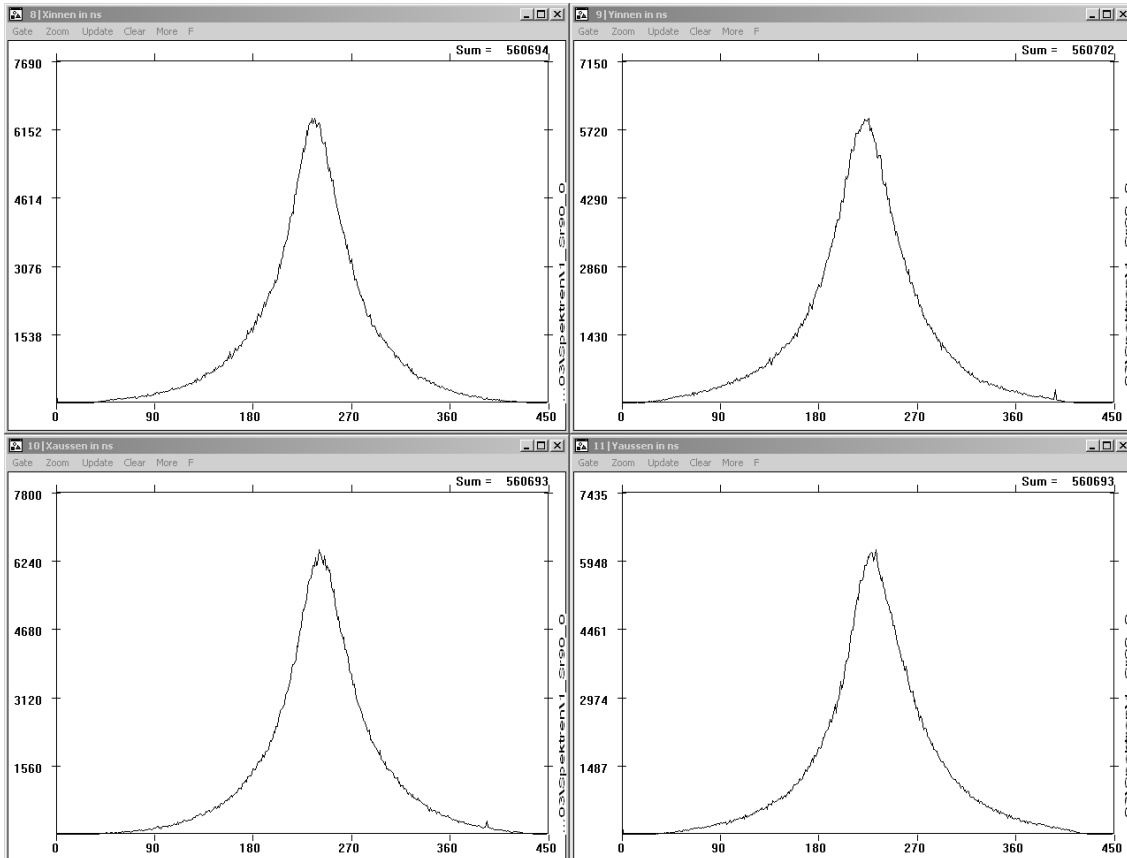 8|Xinnen in ns
Gate Zoom Update Clear More F
Sum = 560694
7690
6152
4614
3076
1538
0 90 180 270 360 450
...03\Spektren\1_Sr90_0
9|Yinnen in ns
Gate Zoom Update Clear More F
Sum = 560702
7150
5720
4290
2860
1430
0 90 180 270 360 450
10|Xaussen in ns
Gate Zoom Update Clear More F
Sum = 560693
7800
6240
4680
3120
1560
0 90 180 270 360 450
...03\Spektren\1_Sr90_0
11|Yaussen in ns
Gate Zoom Update Clear More F
Sum = 560693
7435
5948
4461
2974
1487
0 90 180 270 360 450